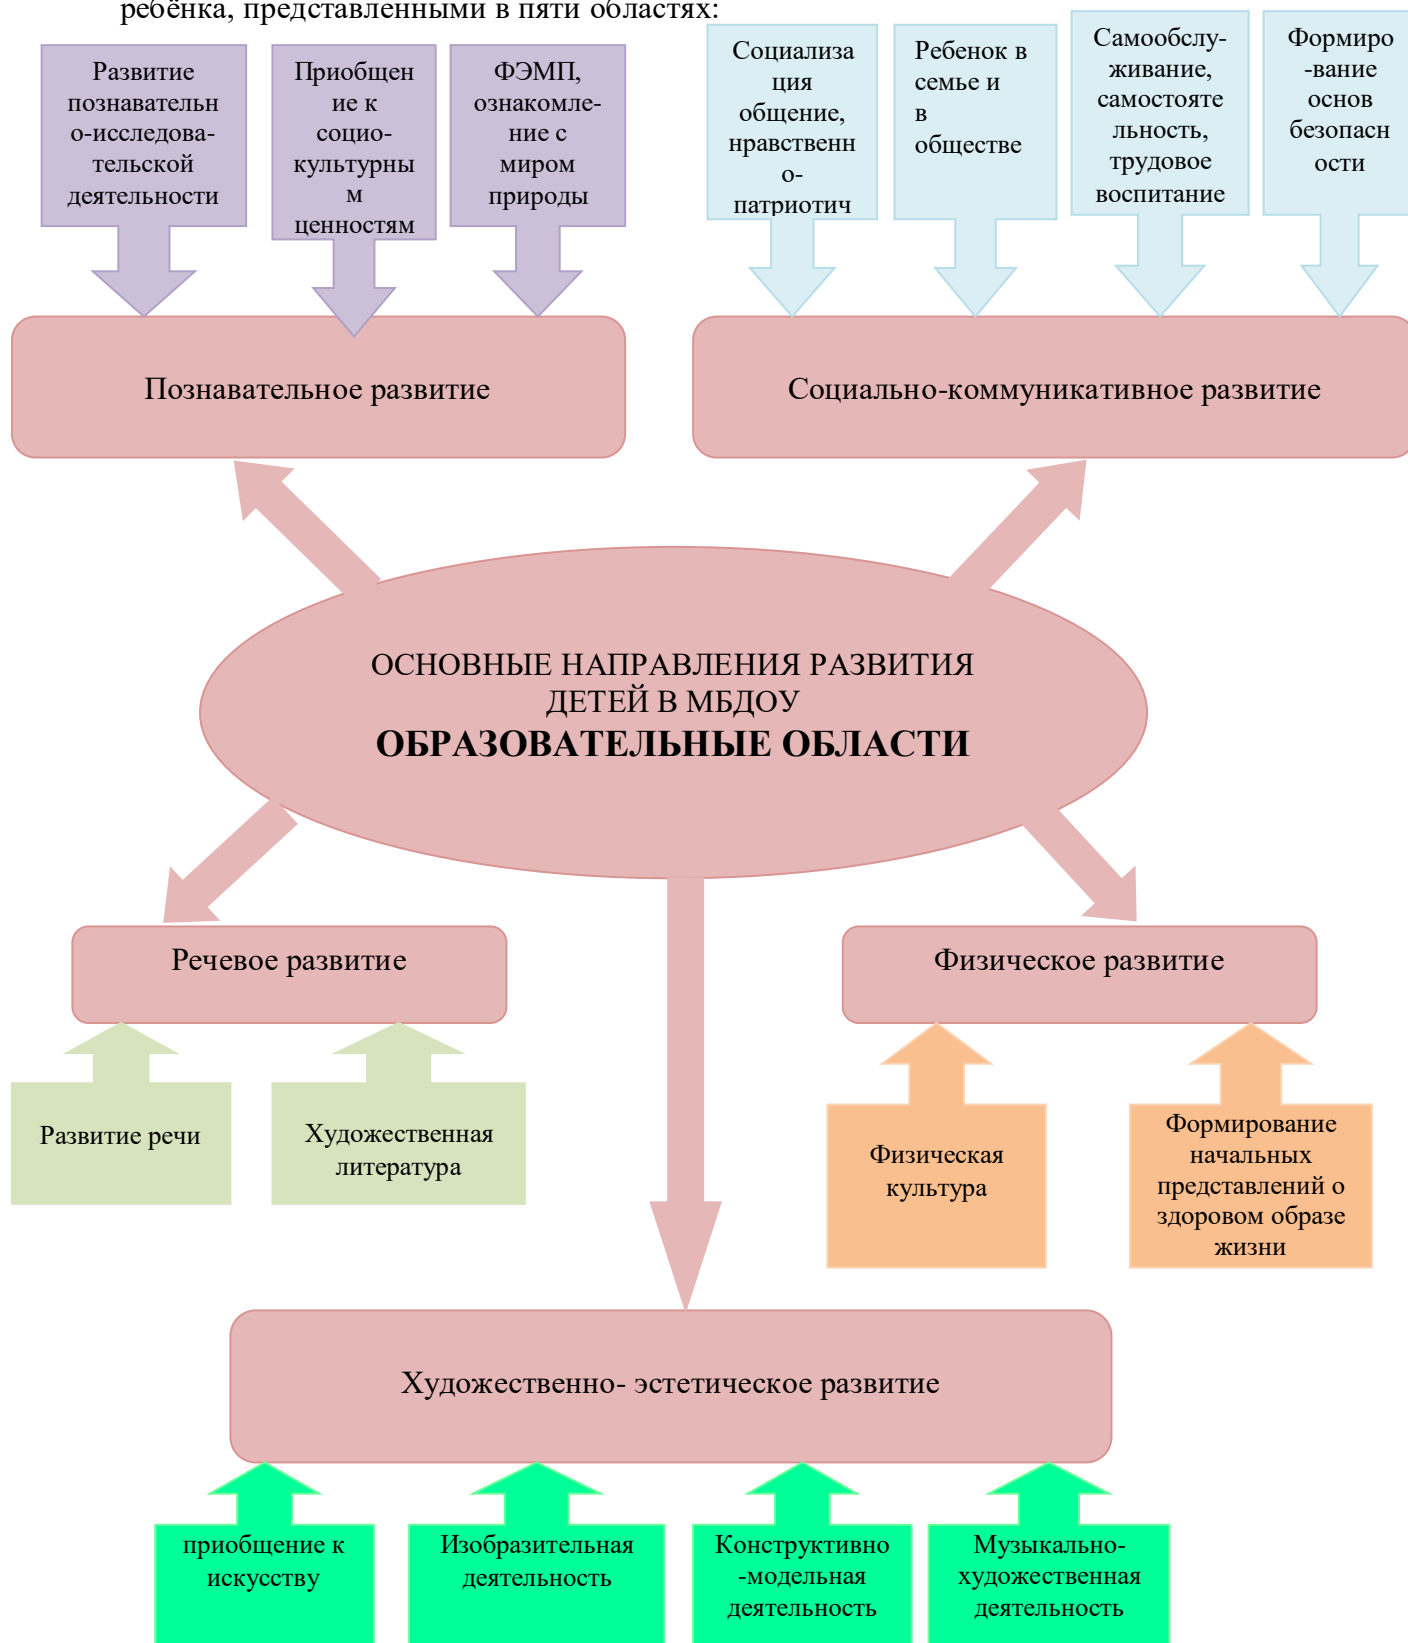 ребёнка, представленными в пяти областях:
Развитие
познавательн
о-исследова-
тельской
деятельности
Приобщен
ие к
социо-
культурны
м
ценностям
ФЭМП,
ознакомле-
ние с
миром
природы
Социализа
ция
общение,
нравственн
о-
патриотич
Ребенок в
семье и
в
обществе
Самообслу-
живание,
самостояте
льность,
трудовое
воспитание
Формиро
-вание
основ
безопасн
ости
Познавательное развитие
Социально-коммуникативное развитие
ОСНОВНЫЕ НАПРАВЛЕНИЯ РАЗВИТИЯ
ДЕТЕЙ В МБДОУ
ОБРАЗОВАТЕЛЬНЫЕ ОБЛАСТИ
Речевое развитие
Физическое развитие
Развитие речи
Художественная
литература
Физическая
культура
Формирование
начальных
представлений о
здоровом образе
жизни
Художественно- эстетическое развитие
приобщение к
искусству
Изобразительная
деятельность
Конструктивно
-модельная
деятельность
Музыкально-
художественная
деятельность